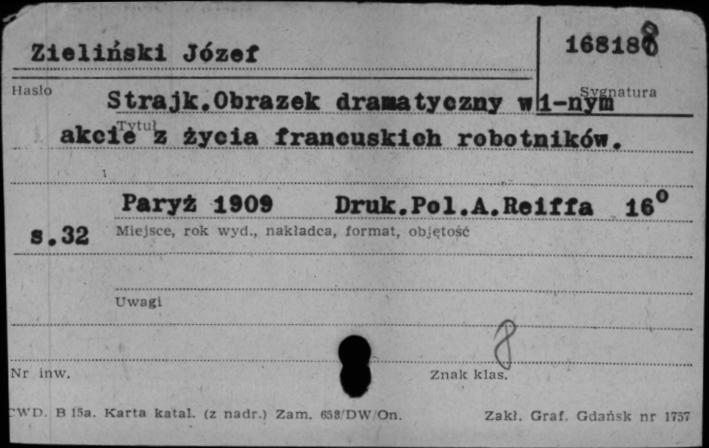 Zieliński Józef
168188
Hasło
Sygnatura
Strajk.Obrazek dramatyczny w 1-nym
Tytuł
akcie z życia francuskich robotników.
Paryż 1909 Druk.Pol.A.Reiffa 16⁰
s.32
Miejsce, rok wyd., nakładca, format, objętość
Uwagi
8
Nr inw.
Znak klas.
CWD. B 15a. Karta katal. (z nadr.) Zam. 658/DW/On.
Zakł. Graf. Gdańsk nr 1757